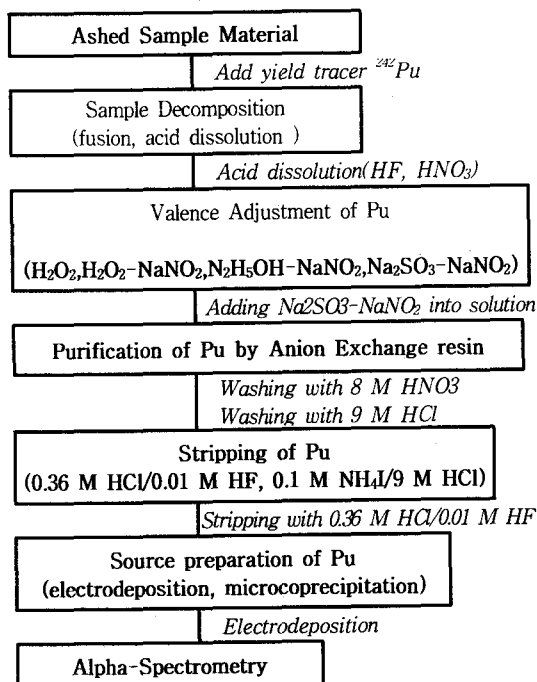 Ashed Sample Material
Add yield tracer ²⁴²Pu
Sample Decomposition
(fusion, acid dissolution )
Acid dissolution(HF, HNO₃)
Valence Adjustment of Pu
(H₂O₂,H₂O₂-NaNO₂,N₂H₅OH-NaNO₂,Na₂SO₃-NaNO₂)
Adding Na2SO3-NaNO₂ into solution
Purification of Pu by Anion Exchange resin
Washing with 8 M HNO3
Washing with 9 M HCl
Stripping of Pu
(0.36 M HCl/0.01 M HF, 0.1 M NH₄I/9 M HCl)
Stripping with 0.36 M HCl/0.01 M HF
Source preparation of Pu
(electrodeposition, microcoprecipitation)
Electrodeposition
Alpha-Spectrometry